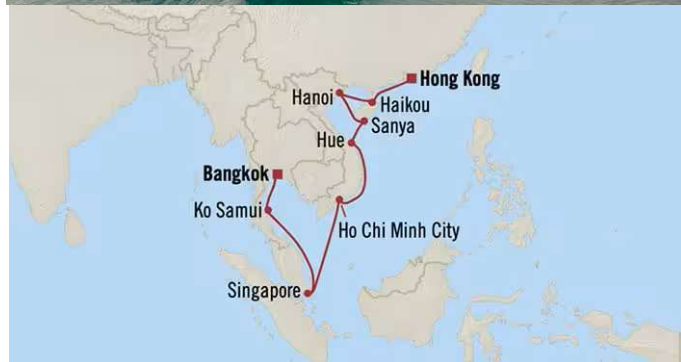 Hong Kong
Hanoi
Haikou
Sanya
Hue
Bangkok
Ko Samui
Ho Chi Minh City
Singapore